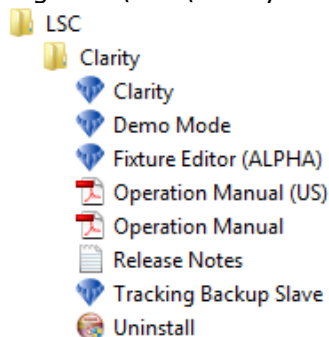 LSC
Clarity
Clarity
Demo Mode
Fixture Editor (ALPHA)
Operation Manual (US)
Operation Manual
Release Notes
Tracking Backup Slave
Uninstall